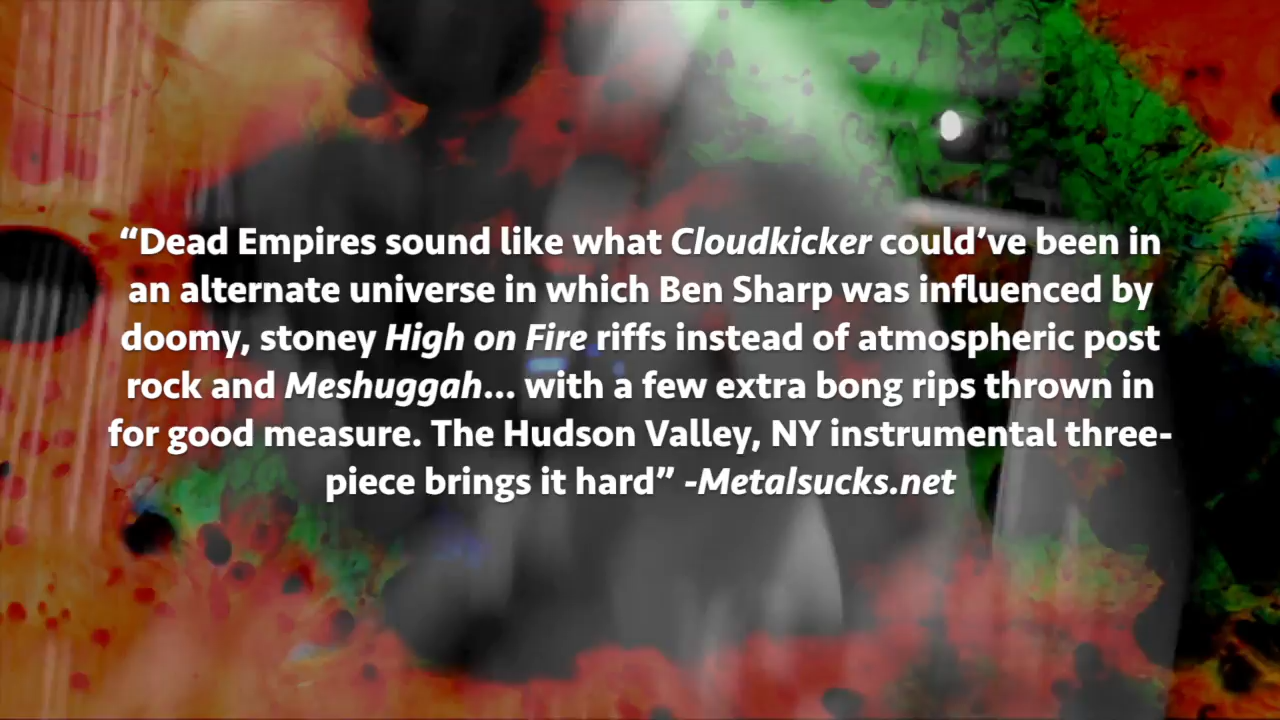 “Dead Empires sound like what Cloudkicker could’ve been in
an alternate universe in which Ben Sharp was influenced by
doomy, stoney High on Fire riffs instead of atmospheric post
rock and Meshuggah... with a few extra bong rips thrown in
for good measure. The Hudson Valley, NY instrumental three-
piece brings it hard” -Metalsucks.net